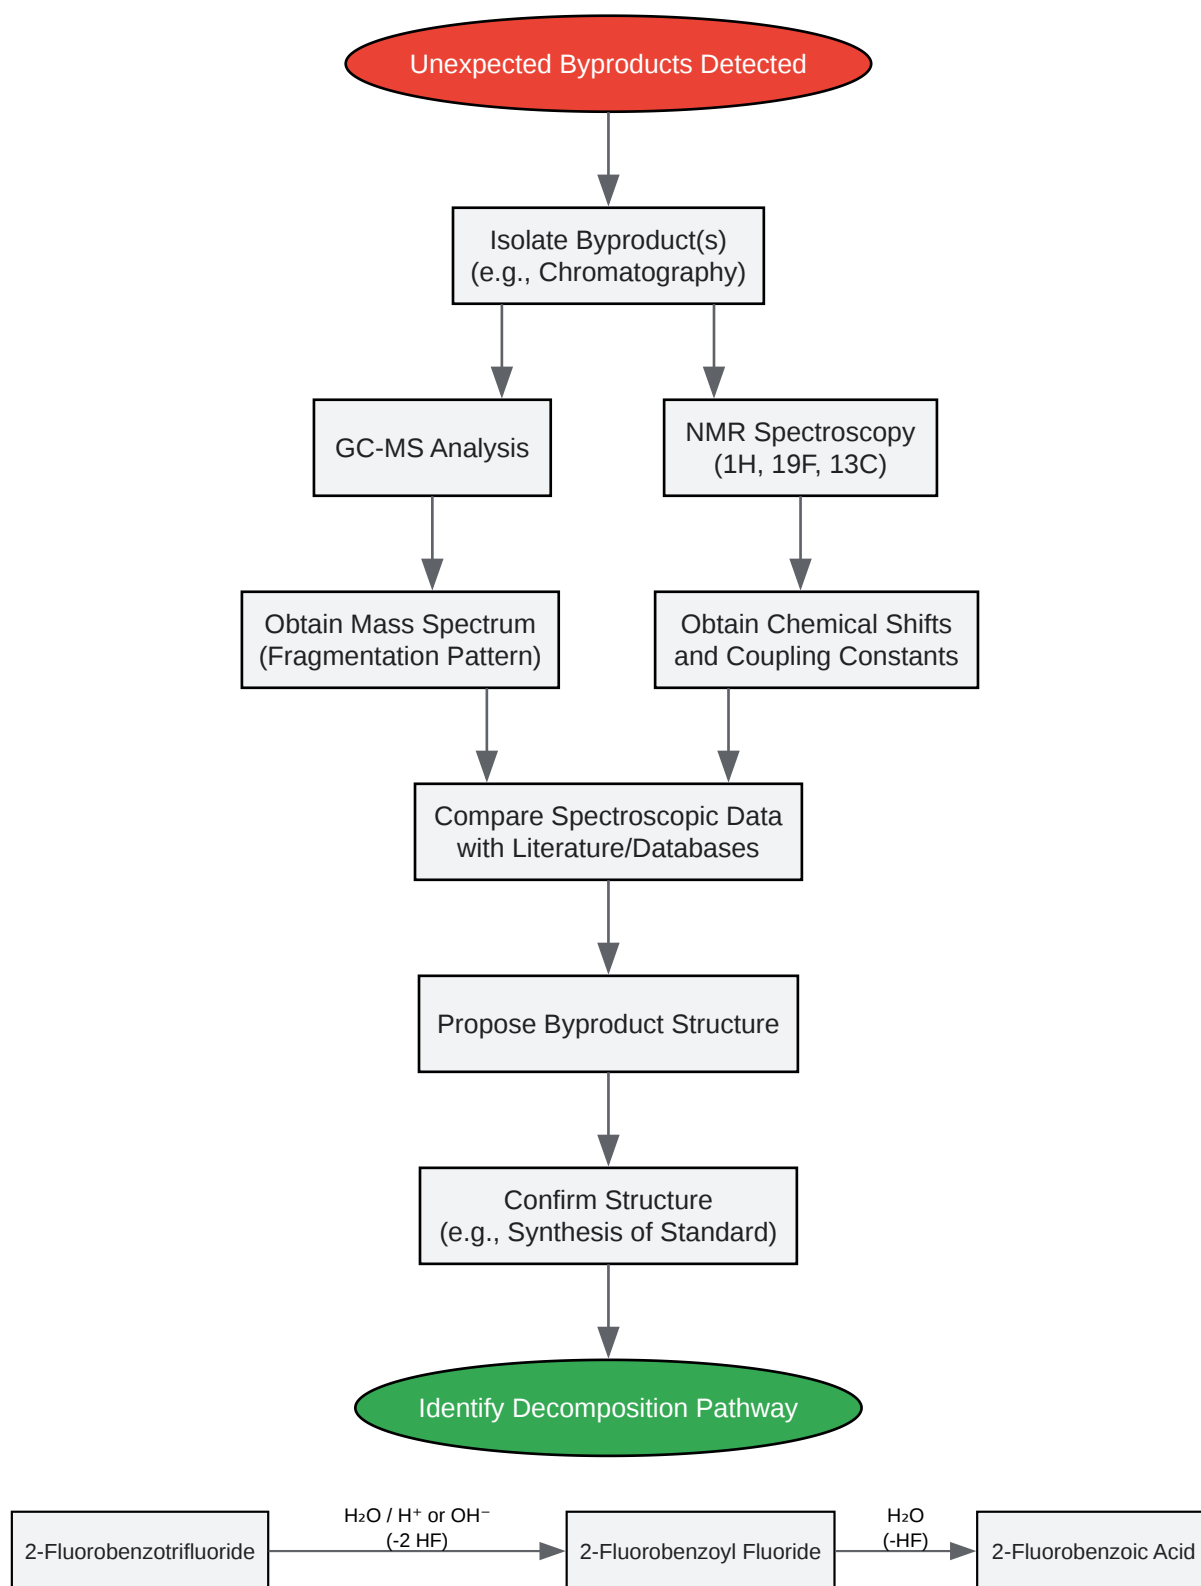 Unexpected Byproducts Detected
Isolate Byproduct(s)
(e.g., Chromatography)
GC-MS Analysis
NMR Spectroscopy
(1H, 19F, 13C)
Obtain Mass Spectrum
(Fragmentation Pattern)
Obtain Chemical Shifts
and Coupling Constants
Compare Spectroscopic Data
with Literature/Databases
Propose Byproduct Structure
Confirm Structure
(e.g., Synthesis of Standard)
Identify Decomposition Pathway
2-Fluorobenzotrifluoride
H₂O / H⁺ or OH⁻
(-2 HF)
2-Fluorobenzoyl Fluoride
H₂O
(-HF)
2-Fluorobenzoic Acid